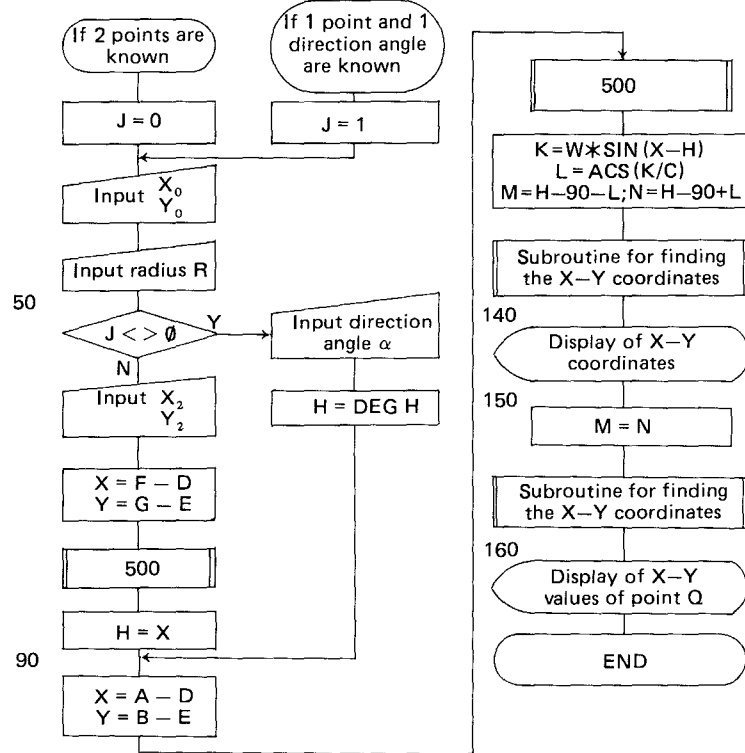 If 2 points are
known
If 1 point and 1
direction angle
are known
J = 0
J = 1
Input X₀
Y₀
Input radius R
50
J < > Ø
Y
N
Input direction
angle α
Input X₂
Y₂
H = DEG H
X = F – D
Y = G – E
500
H = X
90
X = A – D
Y = B – E
500
K=W*SIN (X–H)
L=ACS(K/C)
M=H–90–L;N=H–90+L
Subroutine for finding
the X–Y coordinates
140
Display of X–Y
coordinates
150
M = N
Subroutine for finding
the X–Y coordinates
160
Display of X–Y
values of point Q
END